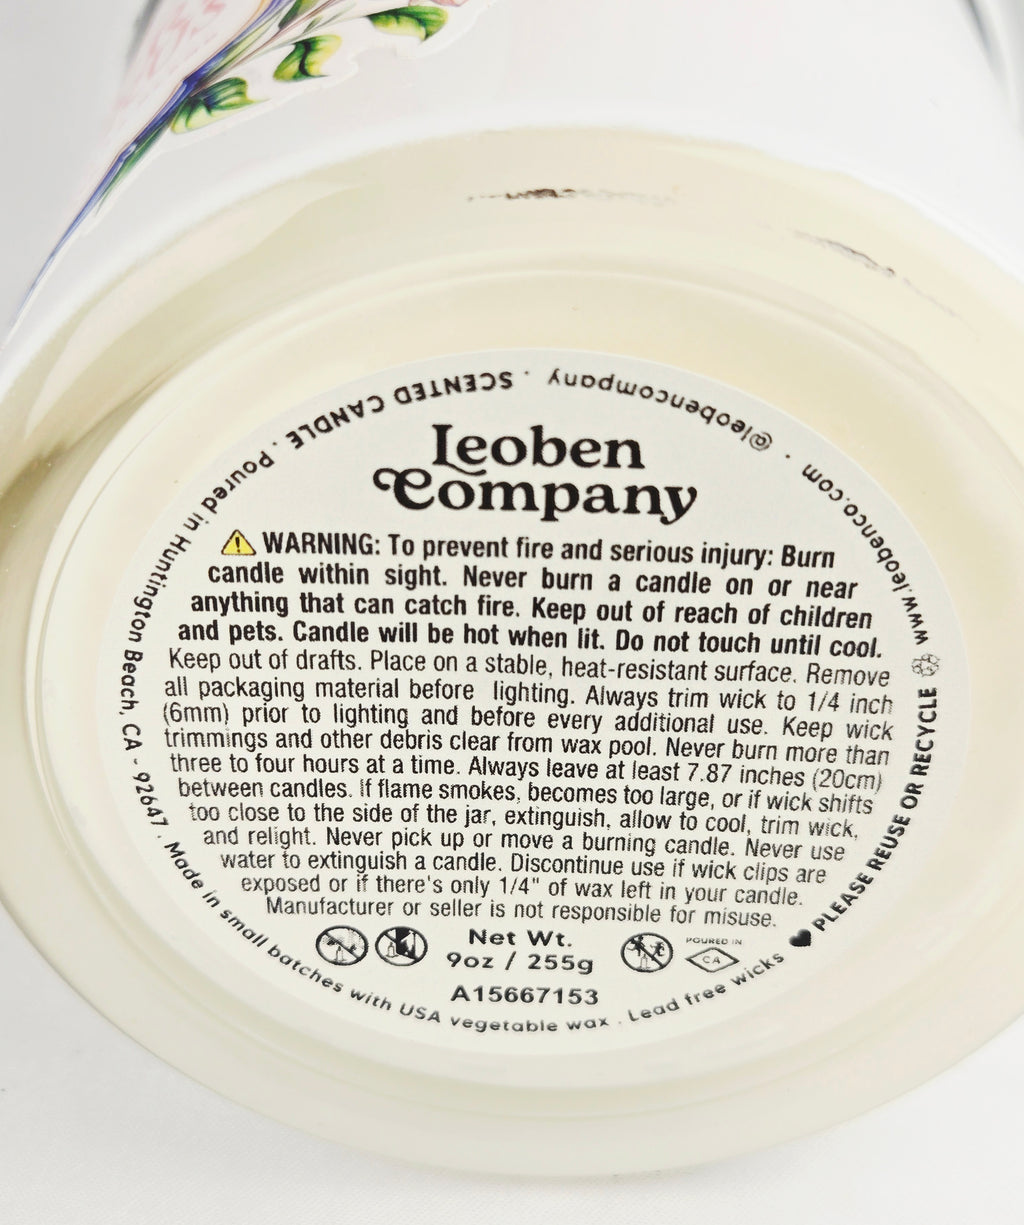 Leoben
Company
WARNING: To prevent fire and serious injury: Burn
candle within sight. Never burn a candle on or near
anything that can catch fire. Keep out of reach of children
and pets. Candle will be hot when lit. Do not touch until cool.
Keep out of drafts. Place on a stable, heat-resistant surface. Remove
all packaging material before lighting. Always trim wick to 1/4 inch
(6mm) prior to lighting and before every additional use. Keep wick
trimmings and other debris clear from wax pool. Never burn more than
three to four hours at a time. Always leave at least 7.87 inches (20cm)
between candles. If flame smokes, becomes too large, or if wick shifts
too close to the side of the jar, extinguish, allow to cool, trim wick,
and relight. Never pick up or move a burning candle. Never use
water to extinguish a candle. Discontinue use if wick clips are
exposed or if there's only 1/4" of wax left in your candle.
Manufacturer or seller is not responsible for misuse.
Net Wt.
9oz / 255g
A15667153
POURED IN
CA
@leobencompany . SCENTED CANDLE . Poured in Huntington Beach, CA - 92647 . Made in small batches with USA vegetable wax . Lead free wicks ♥ PLEASE REUSE OR RECYCLE ♲ www.leobenco.com .